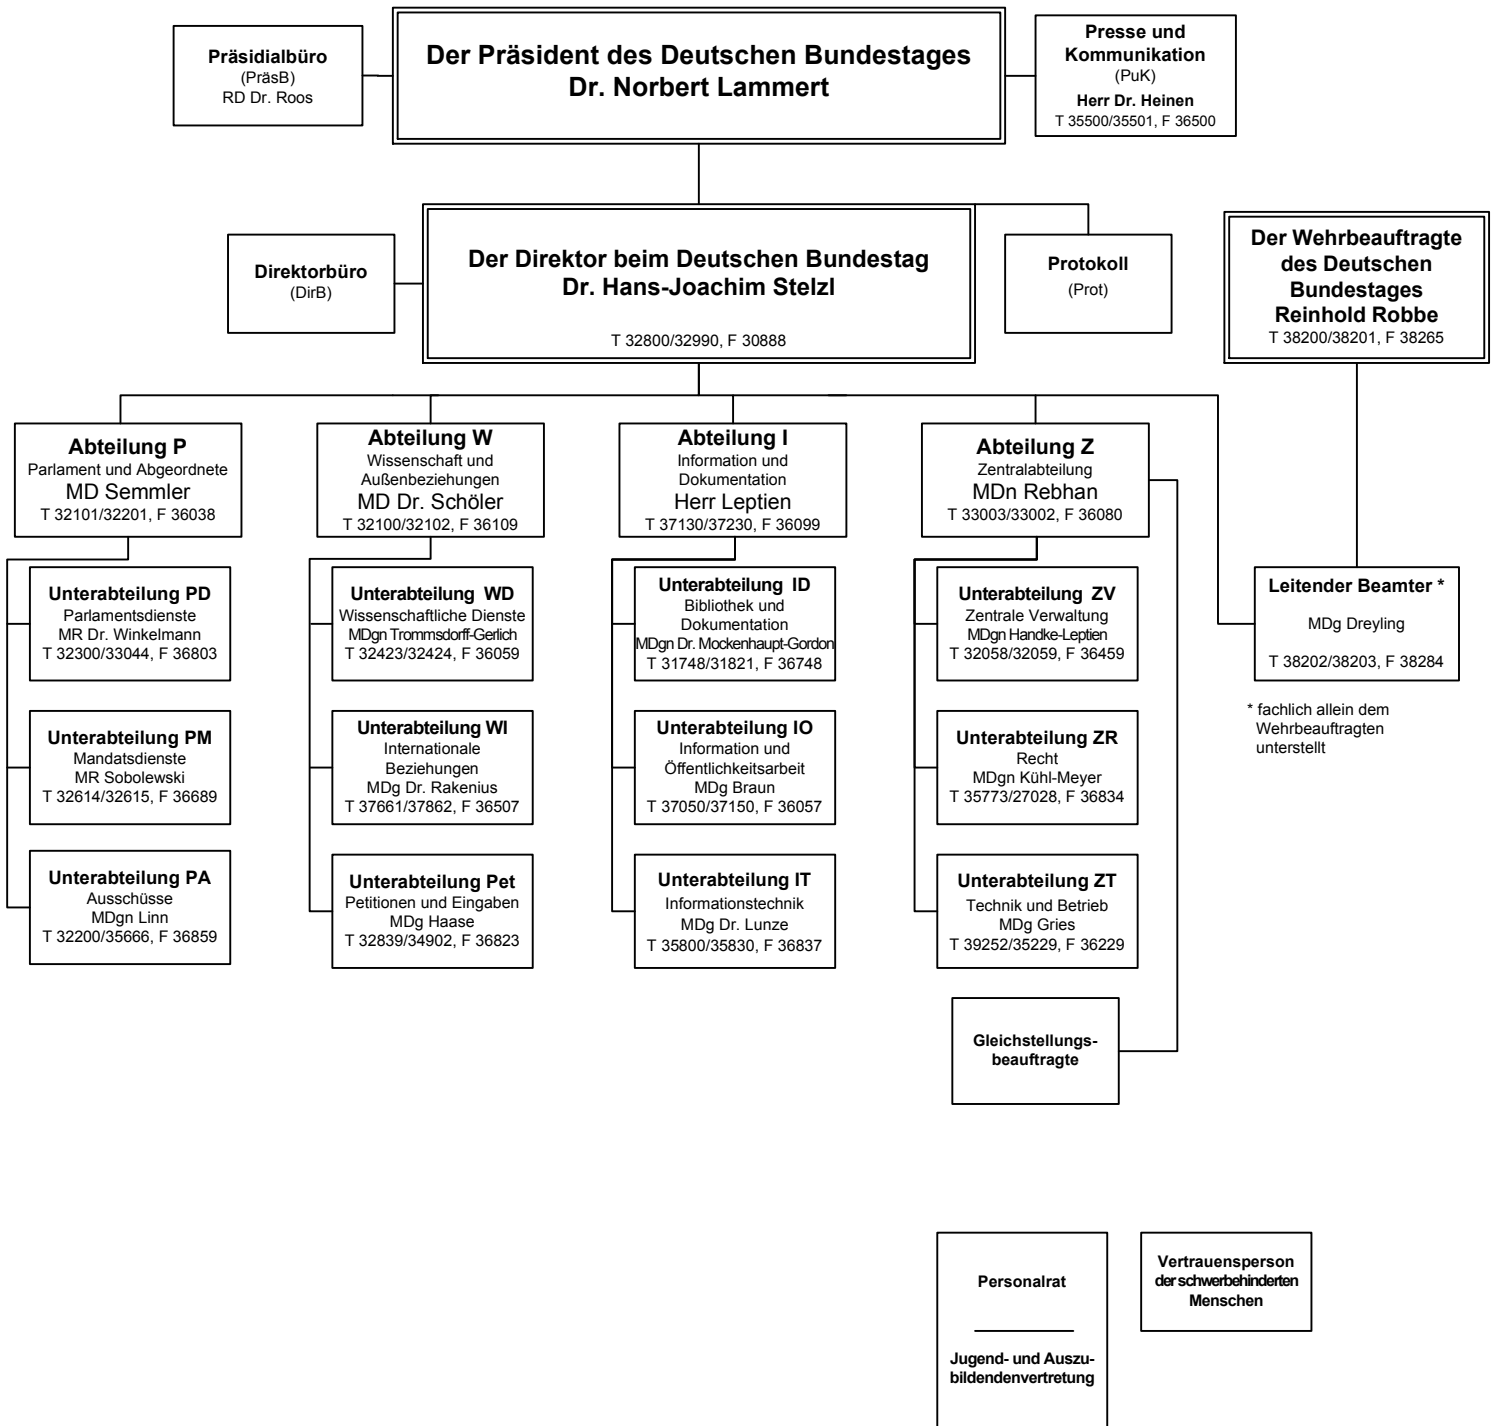 Präsidialbüro
(PräsB)
RD Dr. Roos
Der Präsident des Deutschen Bundestages
Dr. Norbert Lammert
Presse und
Kommunikation
(PuK)
Herr Dr. Heinen
T 35500/35501, F 36500
Direktorbüro
(DirB)
Der Direktor beim Deutschen Bundestag
Dr. Hans-Joachim Stelzl
T 32800/32990, F 30888
Protokoll
(Prot)
Der Wehrbeauftragte
des Deutschen
Bundestages
Reinhold Robbe
T 38200/38201, F 38265
Abteilung P
Parlament und Abgeordnete
MD Semmler
T 32101/32201, F 36038
Abteilung W
Wissenschaft und
Außenbeziehungen
MD Dr. Schöler
T 32100/32102, F 36109
Abteilung I
Information und
Dokumentation
Herr Leptien
T 37130/37230, F 36099
Abteilung Z
Zentralabteilung
MDn Rebhan
T 33003/33002, F 36080
Unterabteilung PD
Parlamentsdienste
MR Dr. Winkelmann
T 32300/33044, F 36803
Unterabteilung WD
Wissenschaftliche Dienste
MDgn Trommsdorff-Gerlich
T 32423/32424, F 36059
Unterabteilung ID
Bibliothek und
Dokumentation
MDgn Dr. Mockenhaupt-Gordon
T 31748/31821, F 36748
Unterabteilung ZV
Zentrale Verwaltung
MDgn Handke-Leptien
T 32058/32059, F 36459
Leitender Beamter *
MDg Dreyling
T 38202/38203, F 38284
* fachlich allein dem
Wehrbeauftragten
unterstellt
Unterabteilung PM
Mandatsdienste
MR Sobolewski
T 32614/32615, F 36689
Unterabteilung WI
Internationale
Beziehungen
MDg Dr. Rakenius
T 37661/37862, F 36507
Unterabteilung IO
Information und
Öffentlichkeitsarbeit
MDg Braun
T 37050/37150, F 36057
Unterabteilung ZR
Recht
MDgn Kühl-Meyer
T 35773/27028, F 36834
Unterabteilung PA
Ausschüsse
MDgn Linn
T 32200/35666, F 36859
Unterabteilung Pet
Petitionen und Eingaben
MDg Haase
T 32839/34902, F 36823
Unterabteilung IT
Informationstechnik
MDg Dr. Lunze
T 35800/35830, F 36837
Unterabteilung ZT
Technik und Betrieb
MDg Gries
T 39252/35229, F 36229
Gleichstellungs-
beauftragte
Personalrat
Jugend- und Auszu-
bildendenvertretung
Vertrauensperson
der schwerbehinderten
Menschen